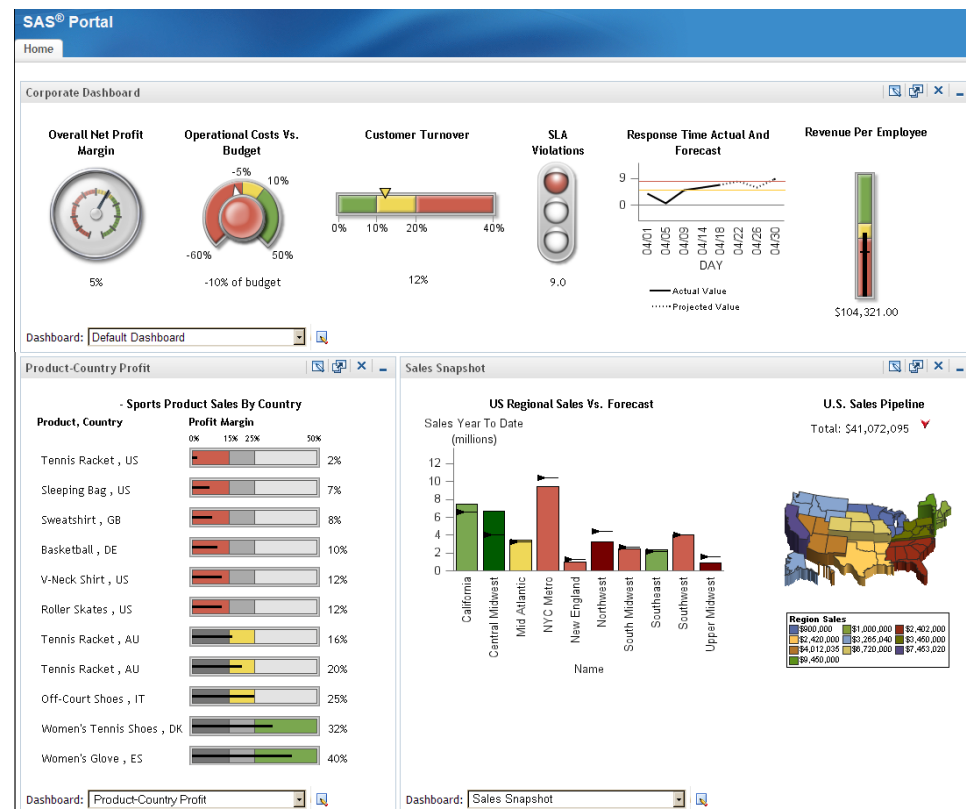 SAS® Portal
Home
Corporate Dashboard
Overall Net Profit
Margin
5%
Operational Costs Vs.
Budget
-5%
10%
-60%
50%
-10% of budget
Customer Turnover
0% 10% 20% 40%
12%
SLA
Violations
9.0
Response Time Actual And
Forecast
9
0
04/01 04/05 04/09 04/14 04/18 04/22 04/26 04/30
DAY
Actual Value
Projected Value
Revenue Per Employee
$104,321.00
Dashboard: Default Dashboard
Product-Country Profit
- Sports Product Sales By Country
Product, Country Profit Margin
0% 15% 25% 50%
Tennis Racket , US 2%
Sleeping Bag , US 7%
Sweatshirt , GB 8%
Basketball , DE 10%
V-Neck Shirt , US 12%
Roller Skates , US 12%
Tennis Racket , AU 16%
Tennis Racket , AU 20%
Off-Court Shoes , IT 25%
Women's Tennis Shoes , DK 32%
Women's Glove , ES 40%
Dashboard: Product-Country Profit
Sales Snapshot
US Regional Sales Vs. Forecast
Sales Year To Date
(millions)
12
10
8
6
4
2
0
California
Central Midwest
Mid Atlantic
NYC Metro
New England
Northwest
South Midwest
Southeast
Southwest
Upper Midwest
Name
U.S. Sales Pipeline
Total: $41,072,095
Region Sales
$900,000 $1,000,000 $2,402,000
$2,420,000 $3,265,040 $3,450,000
$4,012,035 $6,720,000 $7,453,020
$9,450,000
Dashboard: Sales Snapshot